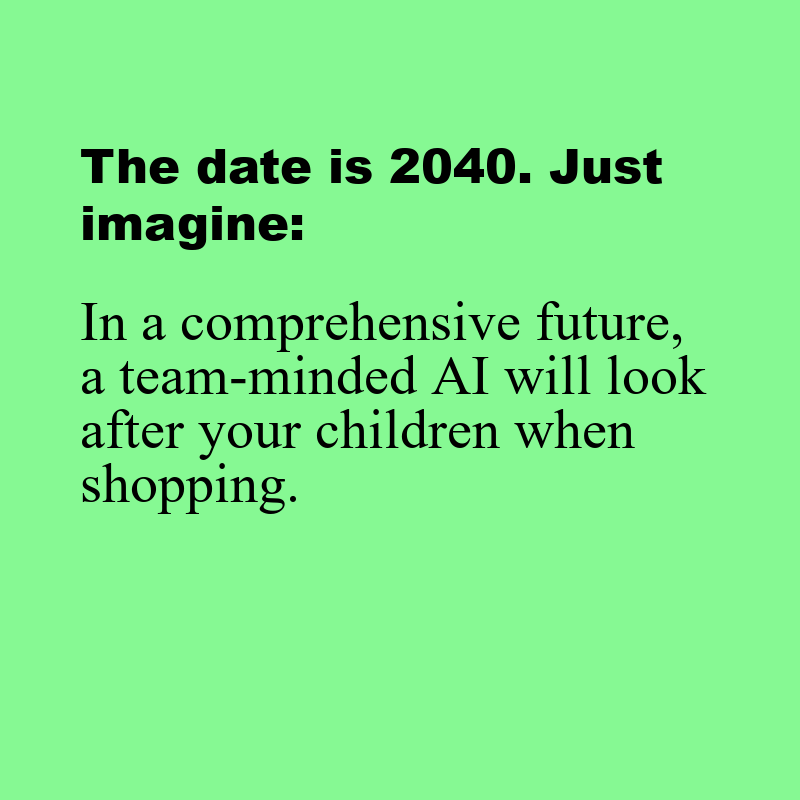 The date is 2040. Just
imagine:
In a comprehensive future,
a team-minded AI will look
after your children when
shopping.